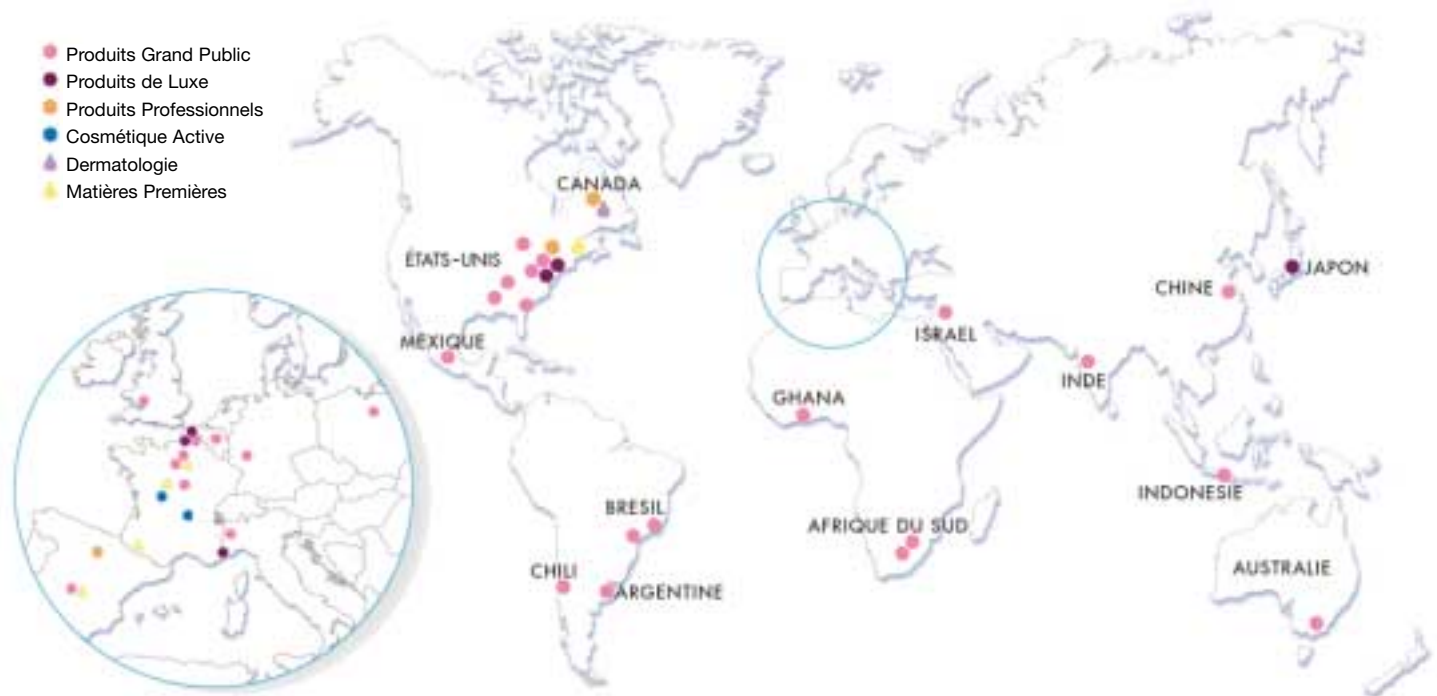 Produits Grand Public
Produits de Luxe
Produits Professionnels
Cosmétique Active
Dermatologie
Matières Premières
CANADA
ÉTATS-UNIS
MEXIQUE
BRESIL
CHILI
ARGENTINE
GHANA
AFRIQUE DU SUD
ISRAEL
INDE
CHINE
JAPON
INDONESIE
AUSTRALIE